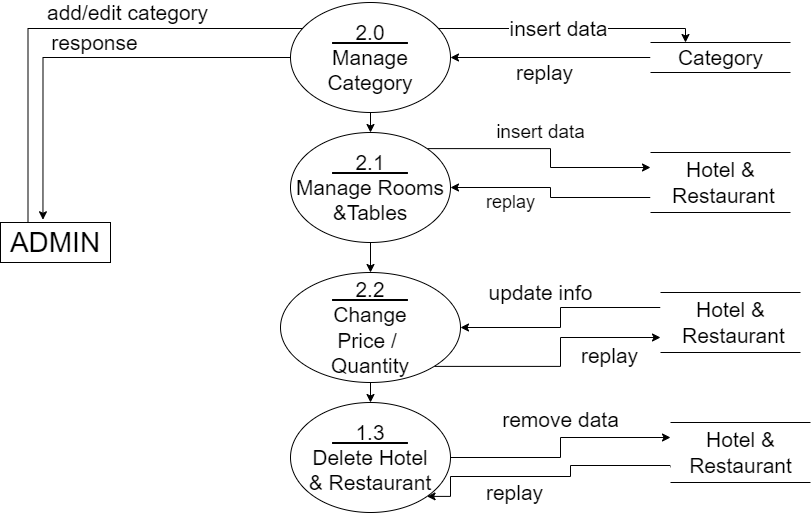 add/edit category
response
2.0
Manage
Category
insert data
Category
replay
2.1
Manage Rooms
&Tables
insert data
Hotel &
Restaurant
replay
ADMIN
2.2
Change
Price /
Quantity
update info
Hotel &
Restaurant
replay
1.3
Delete Hotel
& Restaurant
remove data
Hotel &
Restaurant
replay